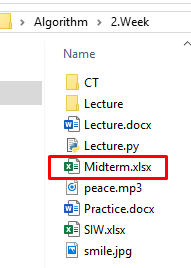 Algorithm > 2.Week
CT
Lecture
Lecture.docx
Lecture.py
Midterm.xlsx
peace.mp3
Practice.docx
SIW.xlsx
smile.jpg